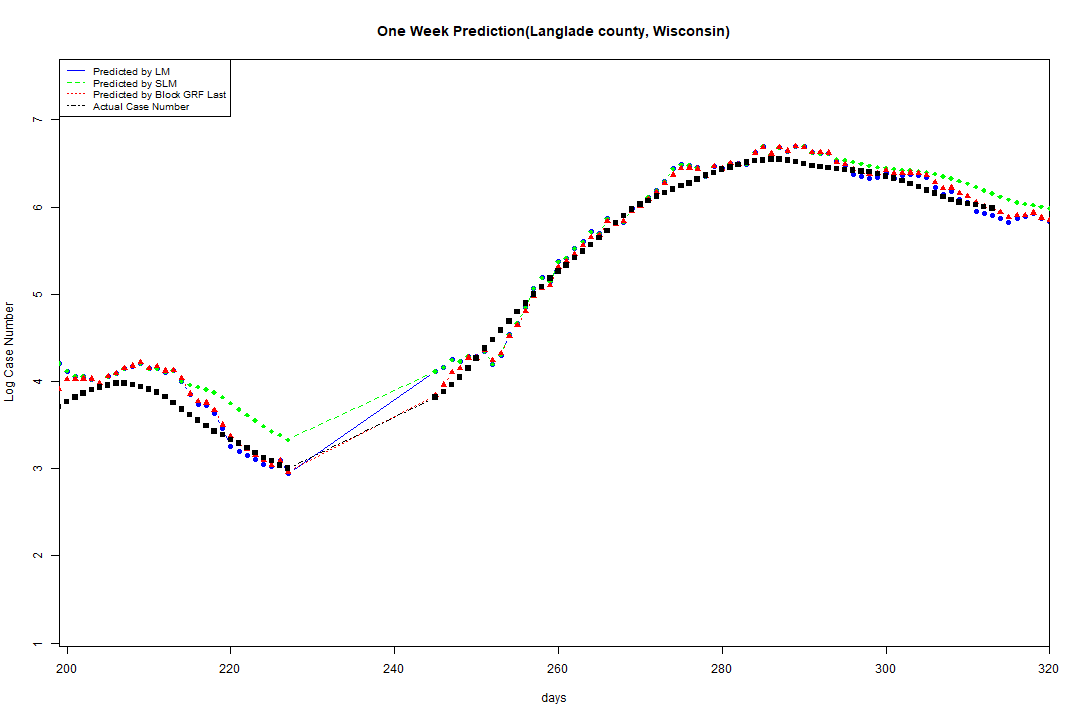 One Week Prediction(Langlade county, Wisconsin)
Predicted by LM
Predicted by SLM
Predicted by Block GRF Last
Actual Case Number
Log Case Number
7
6
5
4
3
2
1
200 220 240 260 280 300 320
days